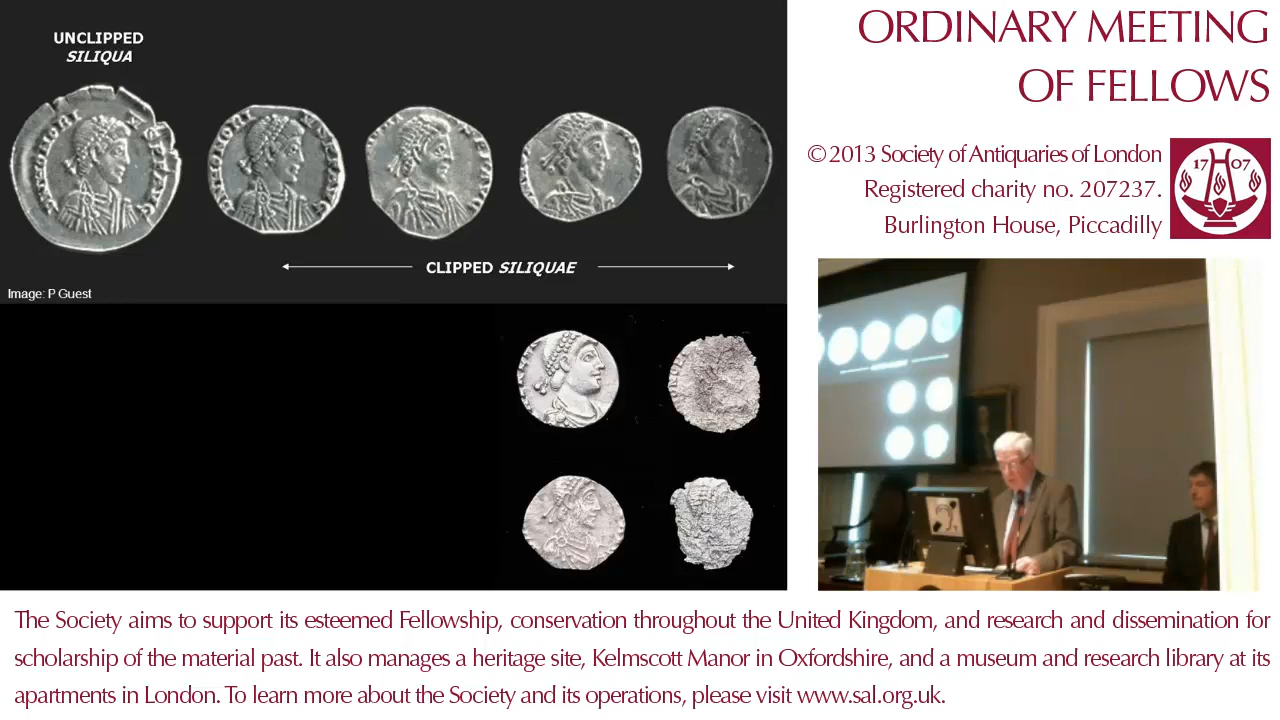 UNCLIPPED
SILIQUA
CLIPPED SILIQUAE
Image: P Guest
ORDINARY MEETING
OF FELLOWS
© 2013 Society of Antiquaries of London
Registered charity no. 207237.
Burlington House, Piccadilly
17 07
The Society aims to support its esteemed Fellowship, conservation throughout the United Kingdom, and research and dissemination for
scholarship of the material past. It also manages a heritage site, Kelmscott Manor in Oxfordshire, and a museum and research library at its
apartments in London. To learn more about the Society and its operations, please visit www.sal.org.uk.